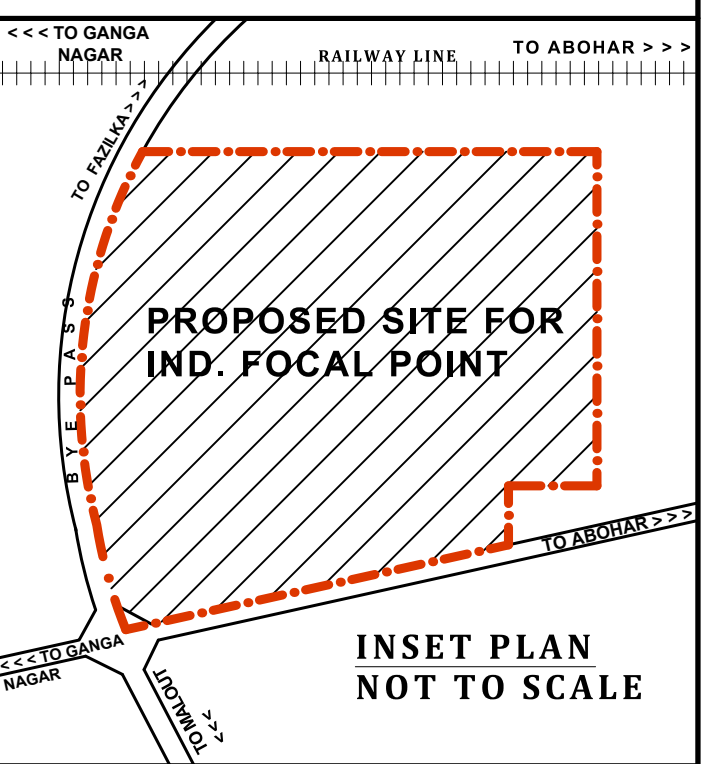 < < < TO GANGA
NAGAR
RAILWAY LINE
TO ABOHAR > > >
TO FAZILKA > > >
BYE PASS
PROPOSED SITE FOR
IND. FOCAL POINT
TO ABOHAR > > >
< < < TO GANGA
NAGAR
TO MALOUT
< < <
INSET PLAN
NOT TO SCALE